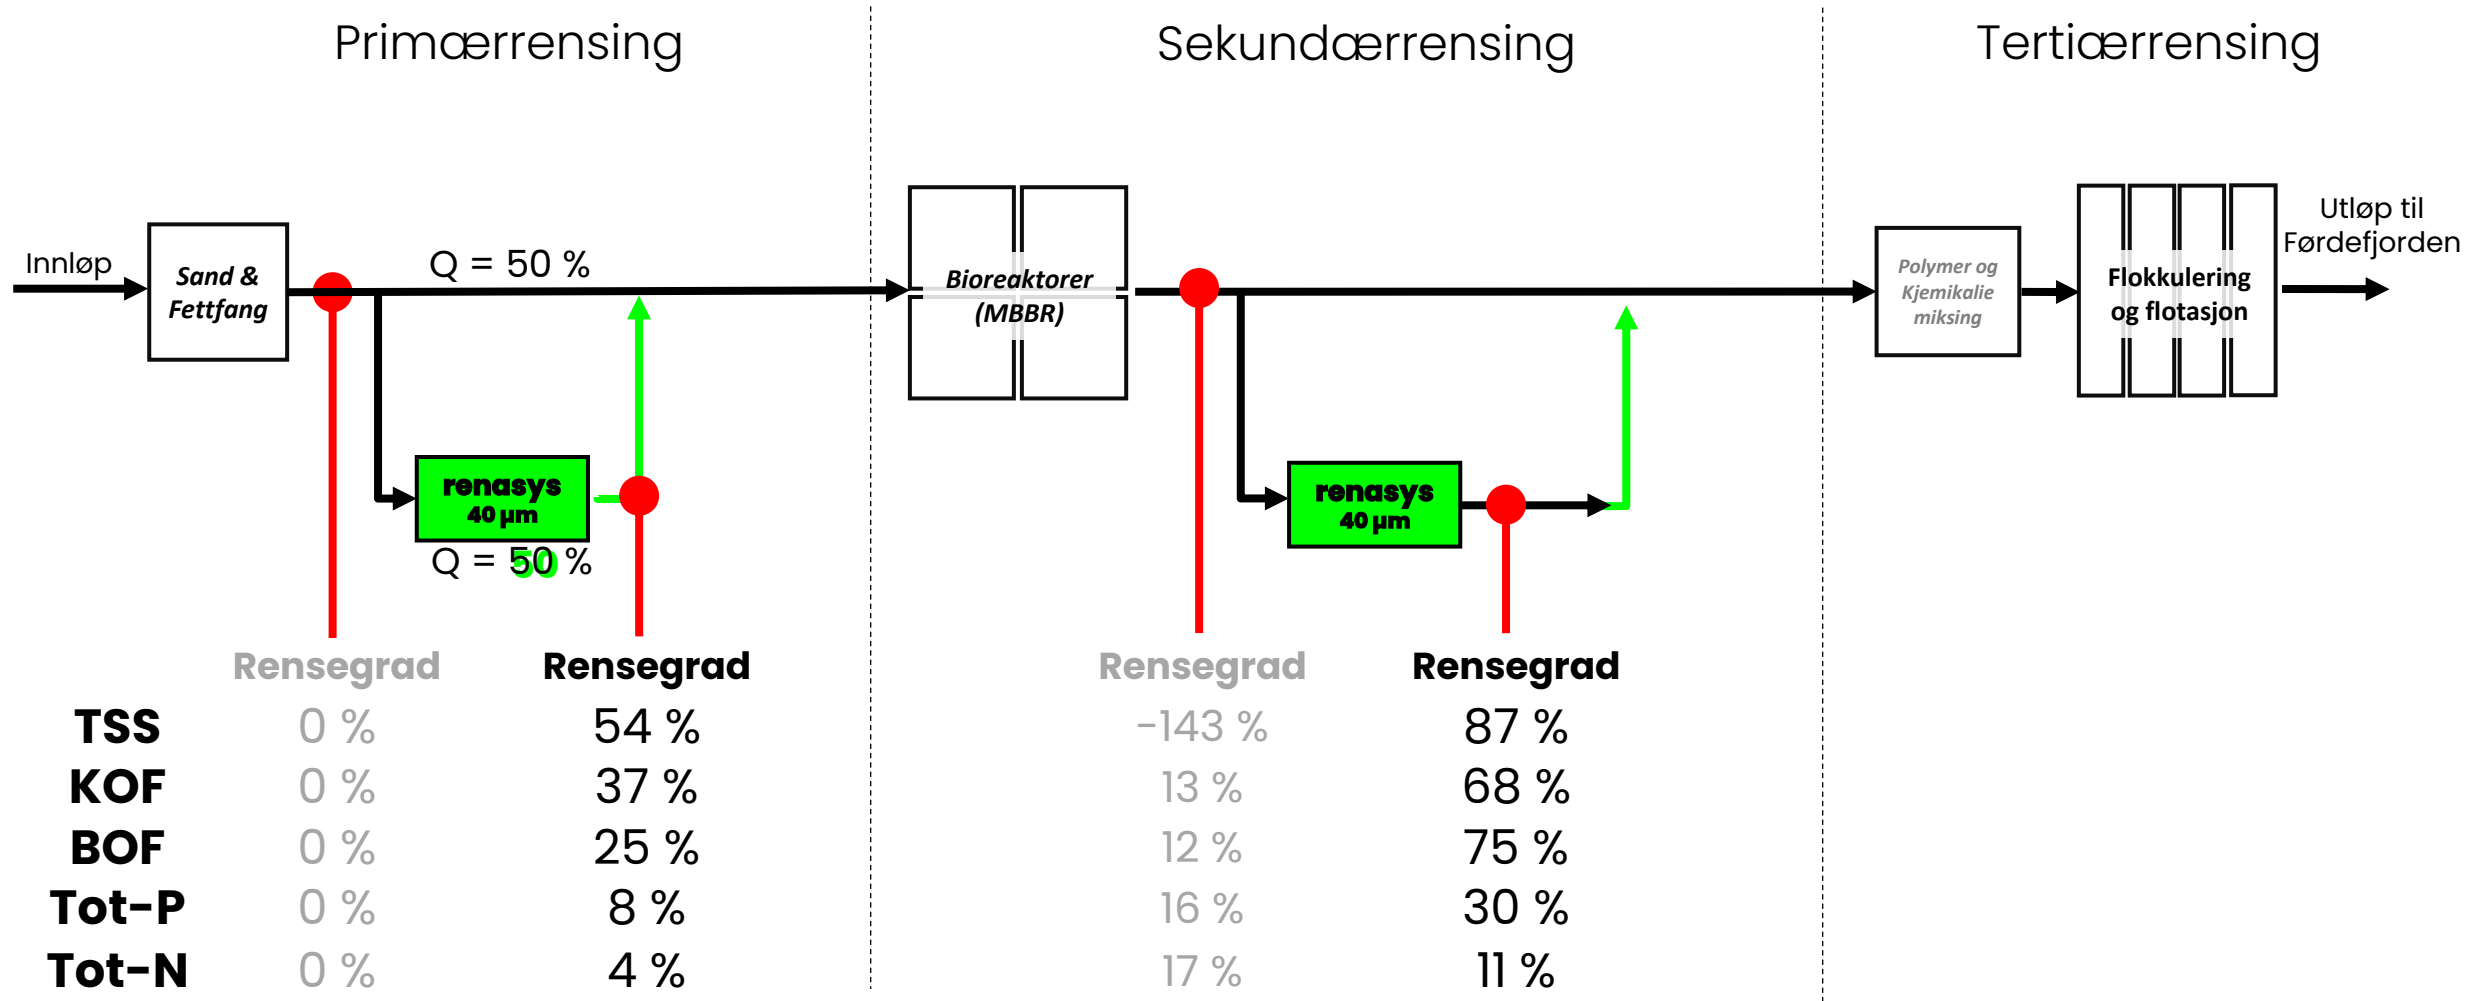 Primærrensing
Sekundærrensing
Tertiærrensing
Innløp
Sand &
Fettfang
Q = 50 %
renasys
40 µm
Q = 50 %
Bioreaktorer
(MBBR)
renasys
40 µm
Polymer og
Kjemikalie
miksing
Flokkulering
og flotasjon
Utløp til
Førdefjorden
Rensegrad Rensegrad Rensegrad Rensegrad
TSS 0 % 54 % -143 % 87 %
KOF 0 % 37 % 13 % 68 %
BOF 0 % 25 % 12 % 75 %
Tot-P 0 % 8 % 16 % 30 %
Tot-N 0 % 4 % 17 % 11 %